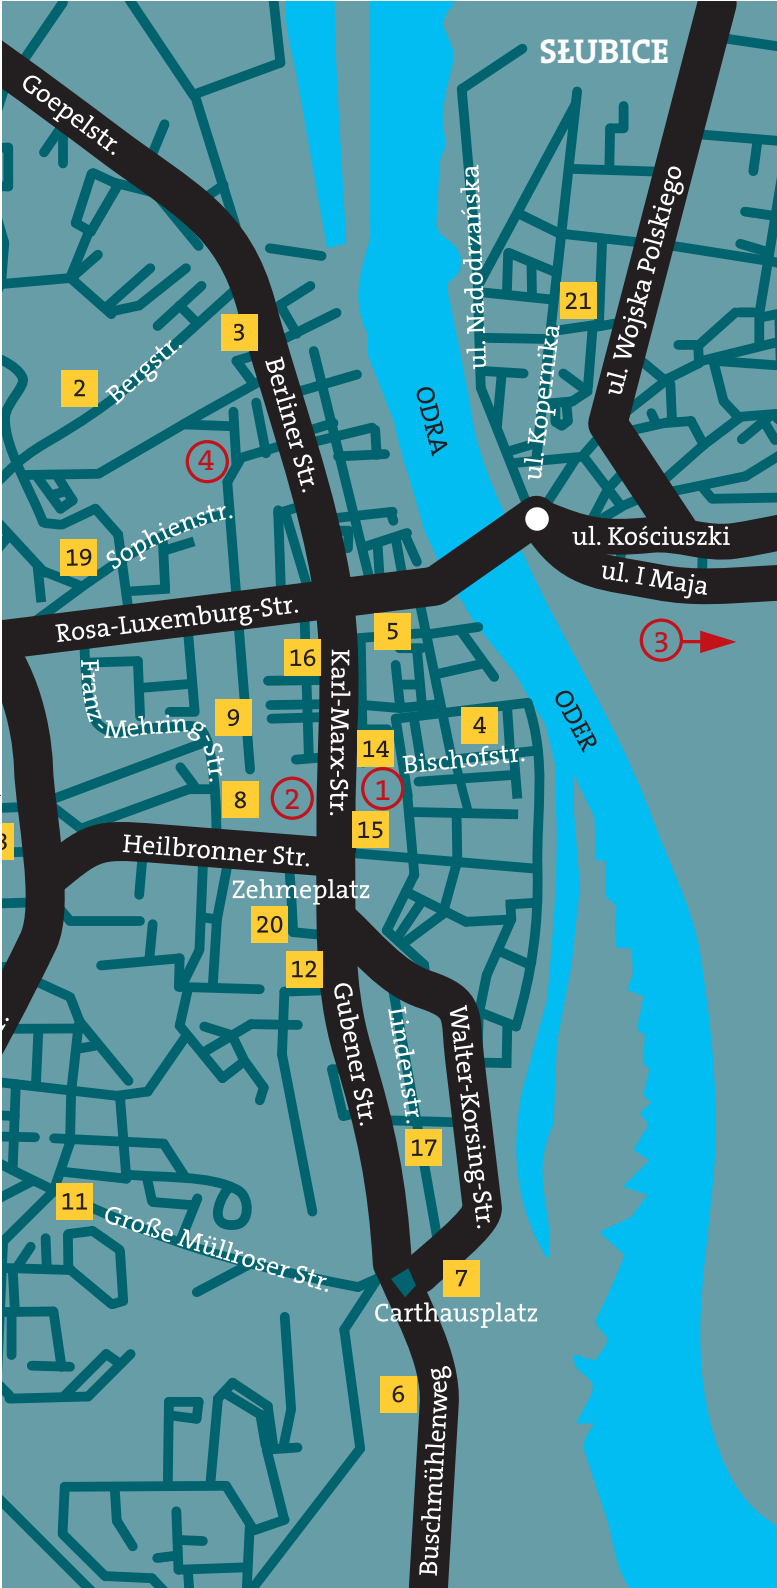 SŁUBICE
Goepelstr.
ul. Nadodrzańska
ul. Wojska Polskiego
21
3
ul. Kopernika
Bergstr.
2
Berliner Str.
ODRA
4
Sophienstr.
19
ul. Kościuszki
ul. I Maja
Rosa-Luxemburg-Str.
5
3
16
Karl-Marx-Str.
Franz-Mehring-Str.
9
4
ODER
14
Bischofstr.
8
2
1
15
Heilbronner Str.
Zehmeplatz
20
12
Gubener Str.
Lindenstr.
Walter-Korsing-Str.
17
11
Große Müllroser Str.
7
Carthausplatz
6
Buschmühlenweg